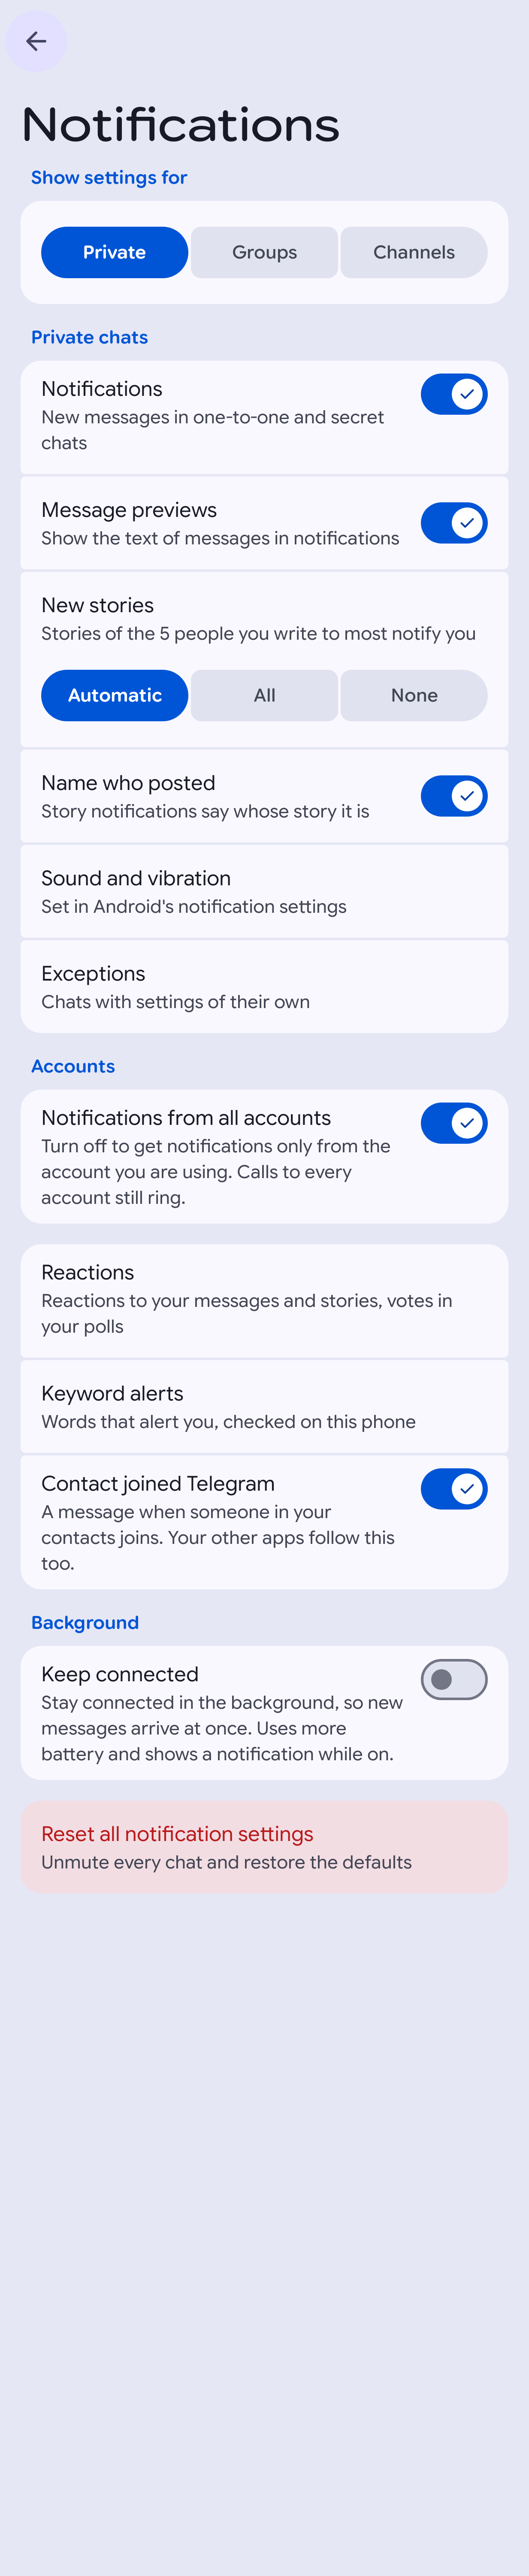 Notifications
Show settings for
Private
Groups
Channels
Private chats
Notifications
New messages in one-to-one and secret
chats
Message previews
Show the text of messages in notifications
New stories
Stories of the 5 people you write to most notify you
Automatic
All
None
Name who posted
Story notifications say whose story it is
Sound and vibration
Set in Android's notification settings
Exceptions
Chats with settings of their own
Accounts
Notifications from all accounts
Turn off to get notifications only from the
account you are using. Calls to every
account still ring.
Reactions
Reactions to your messages and stories, votes in
your polls
Keyword alerts
Words that alert you, checked on this phone
Contact joined Telegram
A message when someone in your
contacts joins. Your other apps follow this
too.
Background
Keep connected
Stay connected in the background, so new
messages arrive at once. Uses more
battery and shows a notification while on.
Reset all notification settings
Unmute every chat and restore the defaults